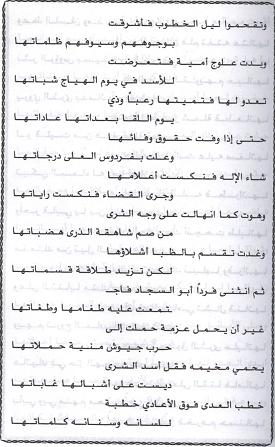 وتقحموا ليل الخطوب فأشرقت
بوجوههم وسيوفهم ظلماتها
وبدت علوج أمية فتعرضت
للأسد في يوم الهياج شباتها
تعدو لها فتميتها رعباً وذي
يوم اللقا بعداتها عاداتها
حتى إذا وفت حقوق وفائها
وعلت بفردوس العلى درجاتها
شاء الإله فنكست أعلامها
وجرى القضاء فنكست راياتها
وهوت كما انهالت على وجه الثرى
من صم شاهقة الذرى هضباتها
وغدت تقسم بالظبا أشلاؤها
لكن تزيد طلاقة قسماتها
ثم انثنى فرداً أبو السجاد فاجـ
ـتمعت عليه طغامها وطغاتها
غير أن يحمل عزمة حملت إلى
حرب جيوش منية حملاتها
يحمي مخيمه فقل أسد الشرى
ديست على أشبالها غاباتها
خطب العدى فوق الأعادي خطبة
للسانه وسنانه كلماتها